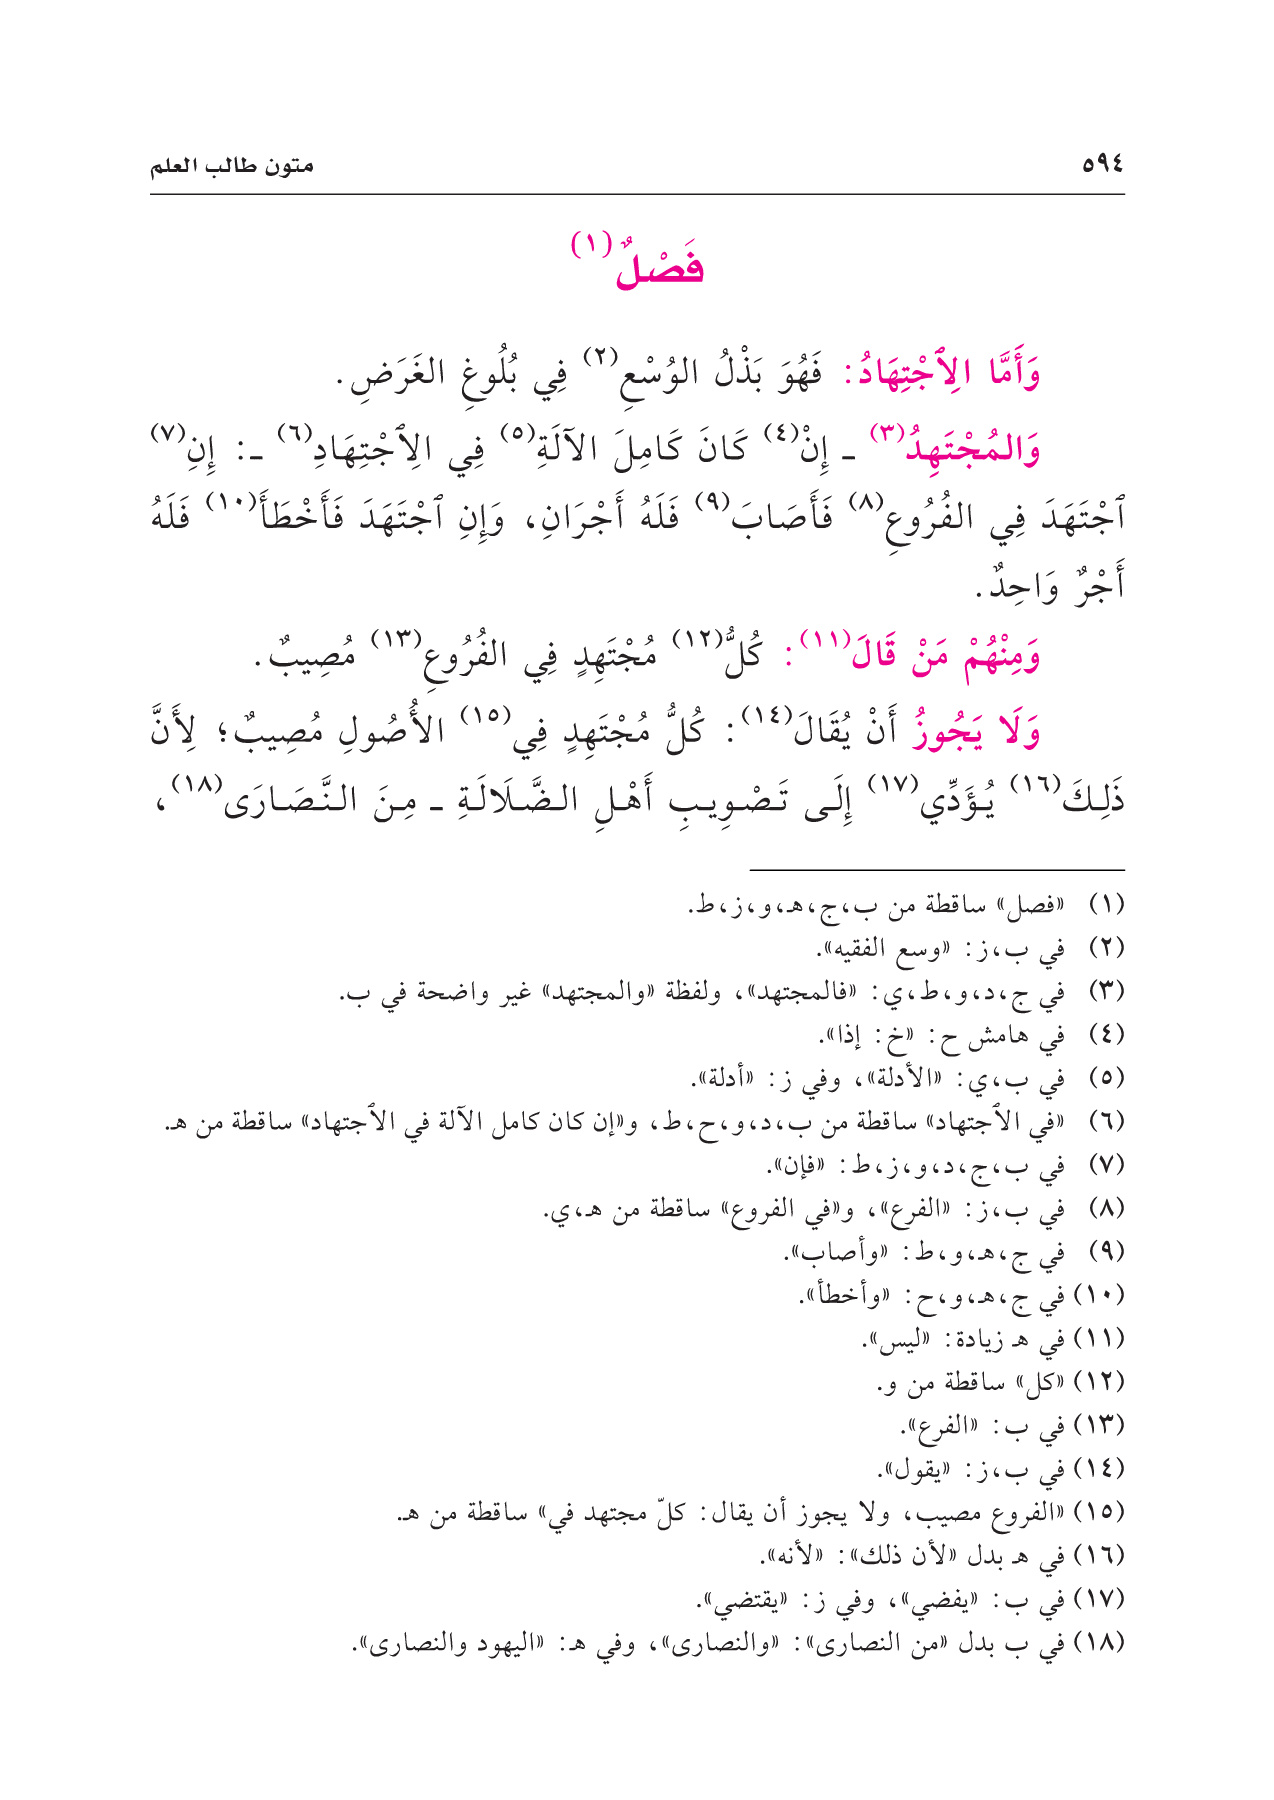 ٥٩٤ متون طالب العلم
فَصْلٌ(١)
وَأَمَّا الِٱجْتِهَادُ: فَهُوَ بَذْلُ الوُسْعِ(٢) فِي بُلُوغِ الغَرَضِ.
وَالمُجْتَهِدُ(٣) ـ إِنْ(٤) كَانَ كَامِلَ الآلَةِ(٥) فِي الِٱجْتِهَادِ(٦) ـ: إِنِ(٧)
ٱجْتَهَدَ فِي الفُرُوعِ(٨) فَأَصَابَ(٩) فَلَهُ أَجْرَانِ، وَإِنِ ٱجْتَهَدَ فَأَخْطَأَ(١٠) فَلَهُ
أَجْرٌ وَاحِدٌ.
وَمِنْهُمْ مَنْ قَالَ(١١): كُلُّ(١٢) مُجْتَهِدٍ فِي الفُرُوعِ(١٣) مُصِيبٌ.
وَلَا يَجُوزُ أَنْ يُقَالَ(١٤): كُلُّ مُجْتَهِدٍ فِي(١٥) الأُصُولِ مُصِيبٌ؛ لِأَنَّ
ذَلِكَ(١٦) يُؤَدِّي(١٧) إِلَى تَصْوِيبِ أَهْلِ الضَّلَالَةِ ـ مِنَ النَّصَارَى(١٨)،
(١) «فصل» ساقطة من ب،ج،هـ،و،ز،ط.
(٢) في ب،ز: «وسع الفقيه».
(٣) في ج،د،و،ط،ي: «فالمجتهد»، ولفظة «والمجتهد» غير واضحة في ب.
(٤) في هامش ح: «خ: إذا».
(٥) في ب،ي: «الأدلة»، وفي ز: «أدلة».
(٦) «في الٱجتهاد» ساقطة من ب،د،و،ح،ط، و«إن كان كامل الآلة في الٱجتهاد» ساقطة من هـ.
(٧) في ب،ج،د،و،ز،ط: «فإن».
(٨) في ب،ز: «الفرع»، و«في الفروع» ساقطة من هـ،ي.
(٩) في ج،هـ،و،ط: «وأصاب».
(١٠) في ج،هـ،و،ح: «وأخطأ».
(١١) في هـ زيادة: «ليس».
(١٢) «كل» ساقطة من و.
(١٣) في ب: «الفرع».
(١٤) في ب،ز: «يقول».
(١٥) «الفروع مصيب، ولا يجوز أن يقال: كلّ مجتهد في» ساقطة من هـ.
(١٦) في هـ بدل «لأن ذلك»: «لأنه».
(١٧) في ب: «يفضي»، وفي ز: «يقتضي».
(١٨) في ب بدل «من النصارى»: «والنصارى»، وفي هـ: «اليهود والنصارى».